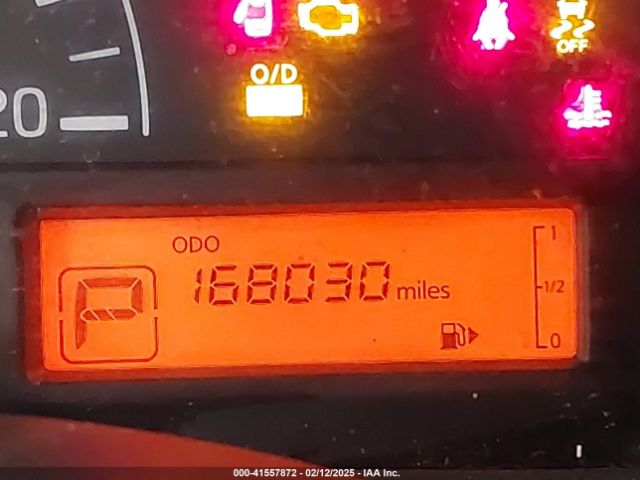 O/D
OFF
20
ODO
168030 miles
P
1
1/2
0
000-41557872 - 02/12/2025 - IAA Inc.